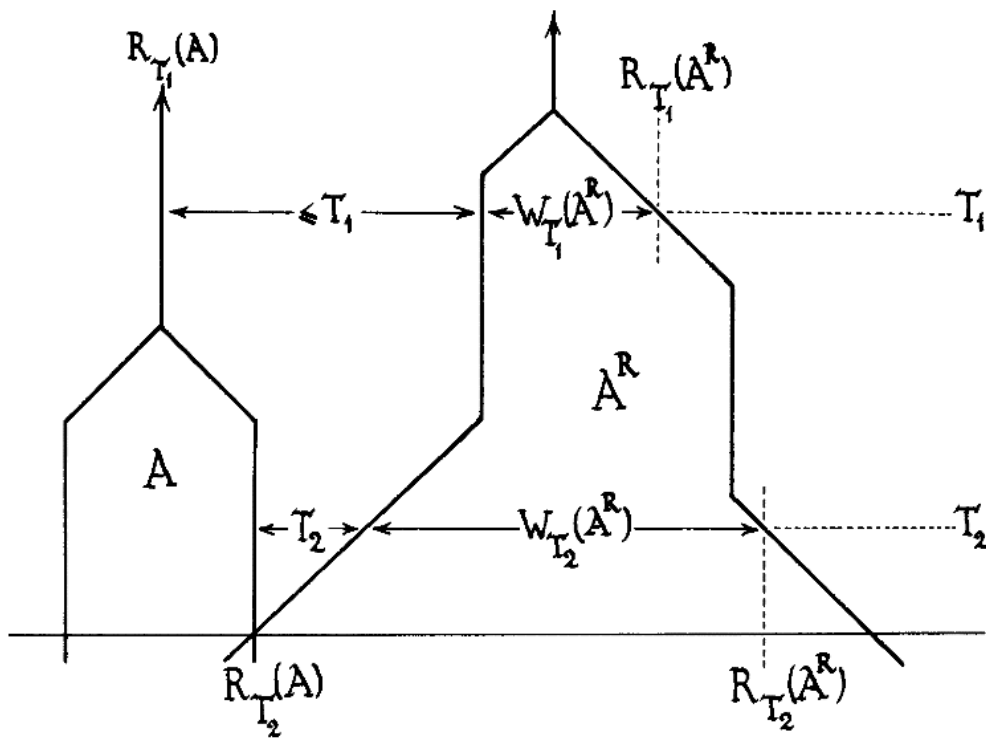 R_{T_1}(A)
R_{T_1}(A^R)
≤ T_1
W_{T_1}(A^R)
T_1
A^R
A
T_2
W_{T_2}(A^R)
T_2
R_{T_2}(A)
R_{T_2}(A^R)